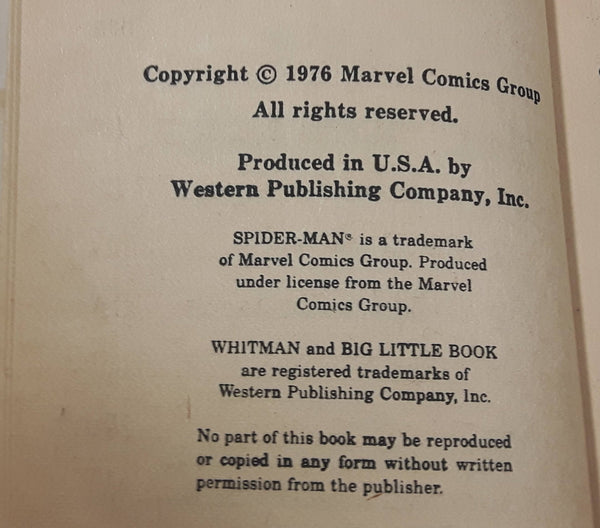 Copyright © 1976 Marvel Comics Group
All rights reserved.
Produced in U.S.A. by
Western Publishing Company, Inc.
SPIDER-MAN® is a trademark
of Marvel Comics Group. Produced
under license from the Marvel
Comics Group.
WHITMAN and BIG LITTLE BOOK
are registered trademarks of
Western Publishing Company, Inc.
No part of this book may be reproduced
or copied in any form without written
permission from the publisher.